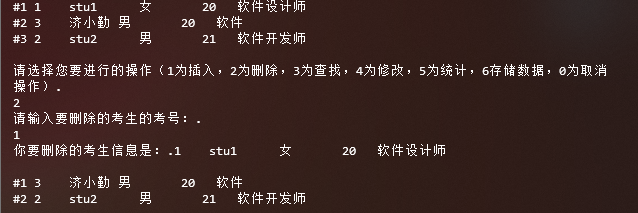 #1 1 stu1 女 20 软件设计师
#2 3 济小勤 男 20 软件
#3 2 stu2 男 21 软件开发师
请选择您要进行的操作（1为插入，2为删除，3为查找，4为修改，5为统计，6存储数据，0为取消
操作）.
2
请输入要删除的考生的考号：.
1
你要删除的考生信息是：.1 stu1 女 20 软件设计师
#1 3 济小勤 男 20 软件
#2 2 stu2 男 21 软件开发师